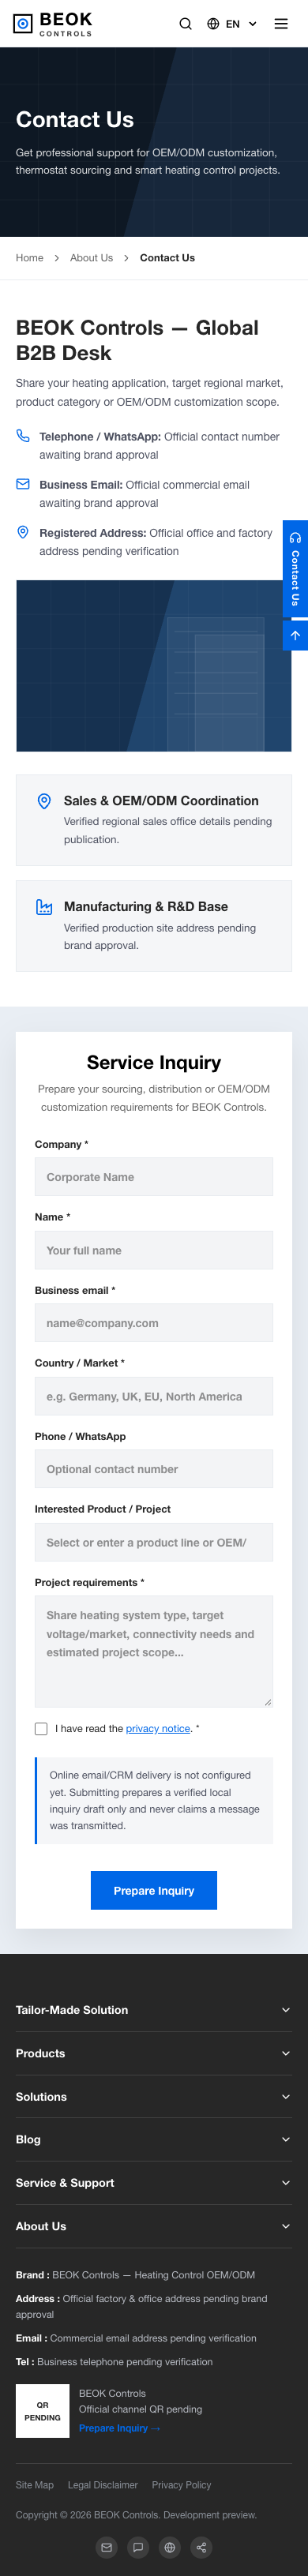 BEOK
CONTROLS
EN
Contact Us
Get professional support for OEM/ODM customization,
thermostat sourcing and smart heating control projects.
Home > About Us > Contact Us
BEOK Controls — Global
B2B Desk
Share your heating application, target regional market,
product category or OEM/ODM customization scope.
Telephone / WhatsApp: Official contact number
awaiting brand approval
Business Email: Official commercial email
awaiting brand approval
Registered Address: Official office and factory
address pending verification
Contact Us
Sales & OEM/ODM Coordination
Verified regional sales office details pending
publication.
Manufacturing & R&D Base
Verified production site address pending
brand approval.
Service Inquiry
Prepare your sourcing, distribution or OEM/ODM
customization requirements for BEOK Controls.
Company *
Corporate Name
Name *
Your full name
Business email *
name@company.com
Country / Market *
e.g. Germany, UK, EU, North America
Phone / WhatsApp
Optional contact number
Interested Product / Project
Select or enter a product line or OEM/
Project requirements *
Share heating system type, target
voltage/market, connectivity needs and
estimated project scope...
I have read the privacy notice. *
Online email/CRM delivery is not configured
yet. Submitting prepares a verified local
inquiry draft only and never claims a message
was transmitted.
Prepare Inquiry
Tailor-Made Solution
Products
Solutions
Blog
Service & Support
About Us
Brand : BEOK Controls — Heating Control OEM/ODM
Address : Official factory & office address pending brand
approval
Email : Commercial email address pending verification
Tel : Business telephone pending verification
QR
PENDING
BEOK Controls
Official channel QR pending
Prepare Inquiry →
Site Map Legal Disclaimer Privacy Policy
Copyright © 2026 BEOK Controls. Development preview.